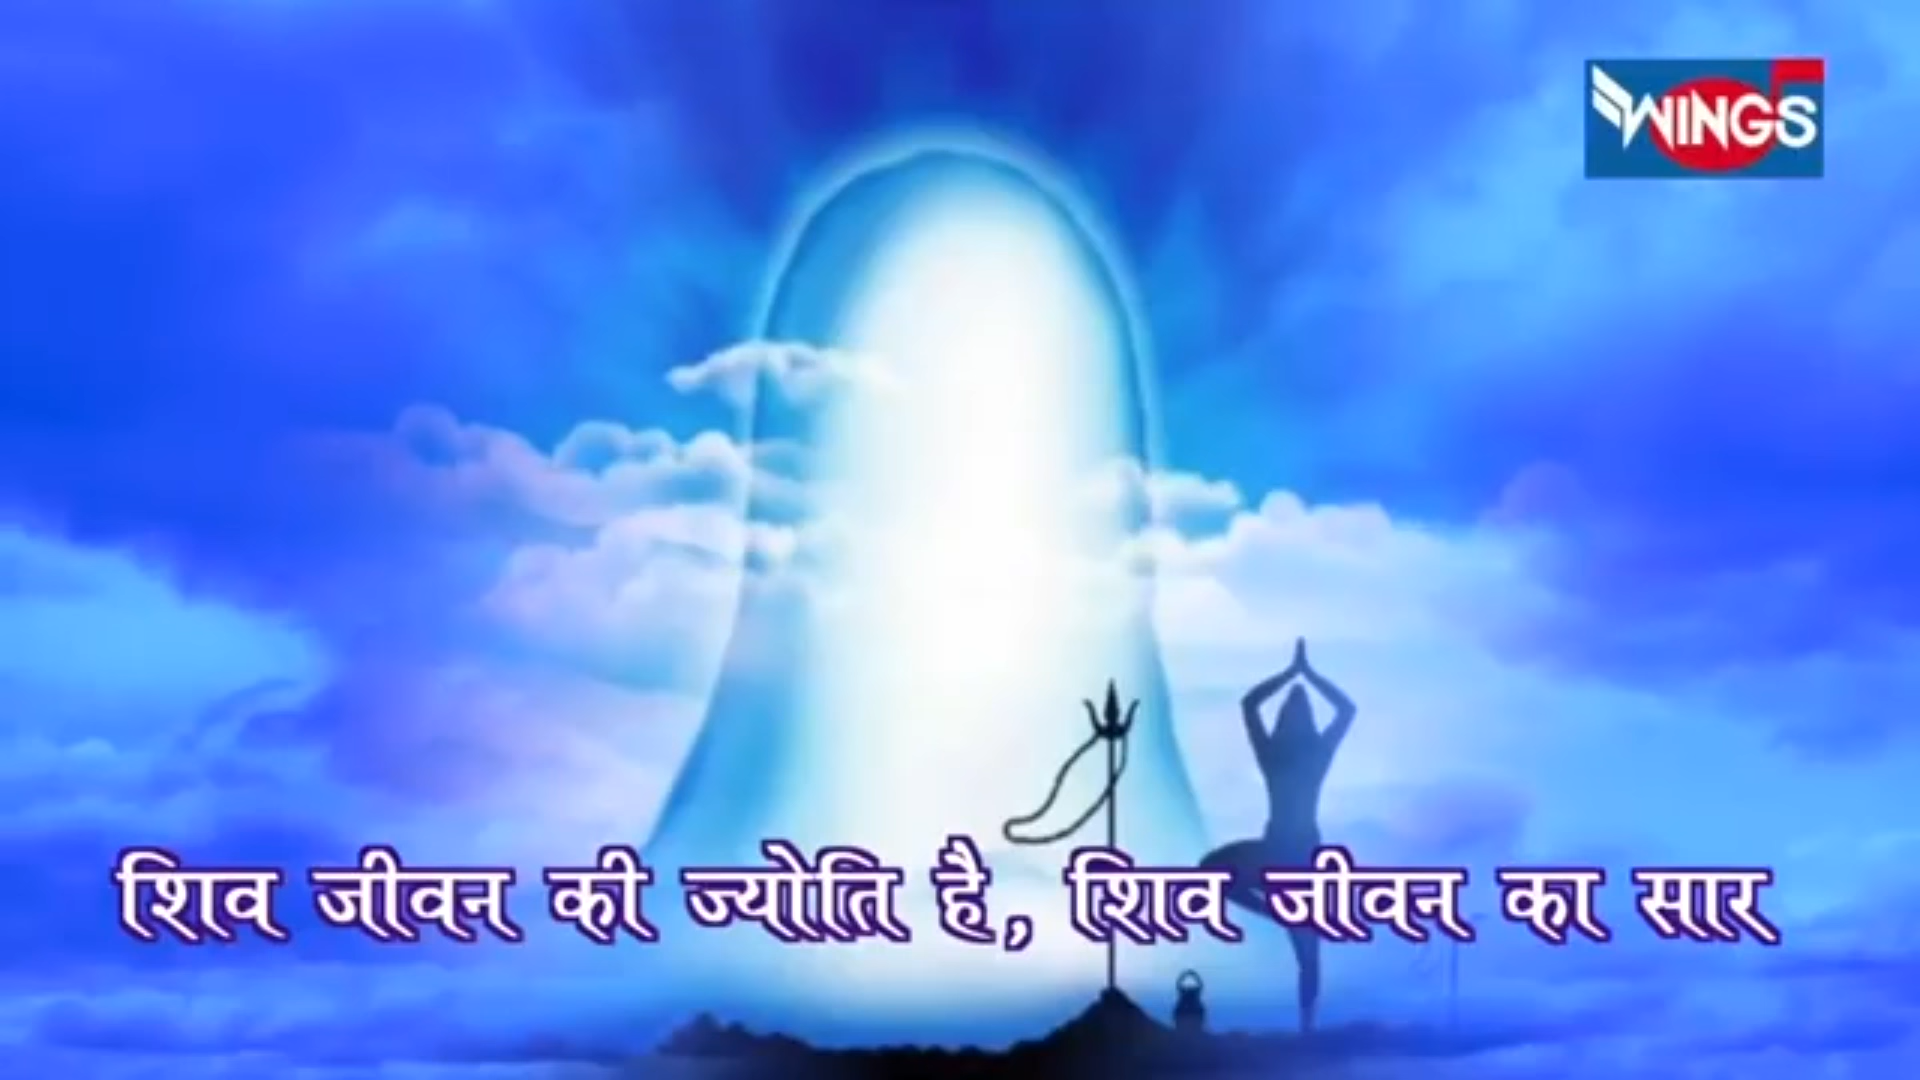 WINGS
शिव जीवन की ज्योति है, शिव जीवन का सार